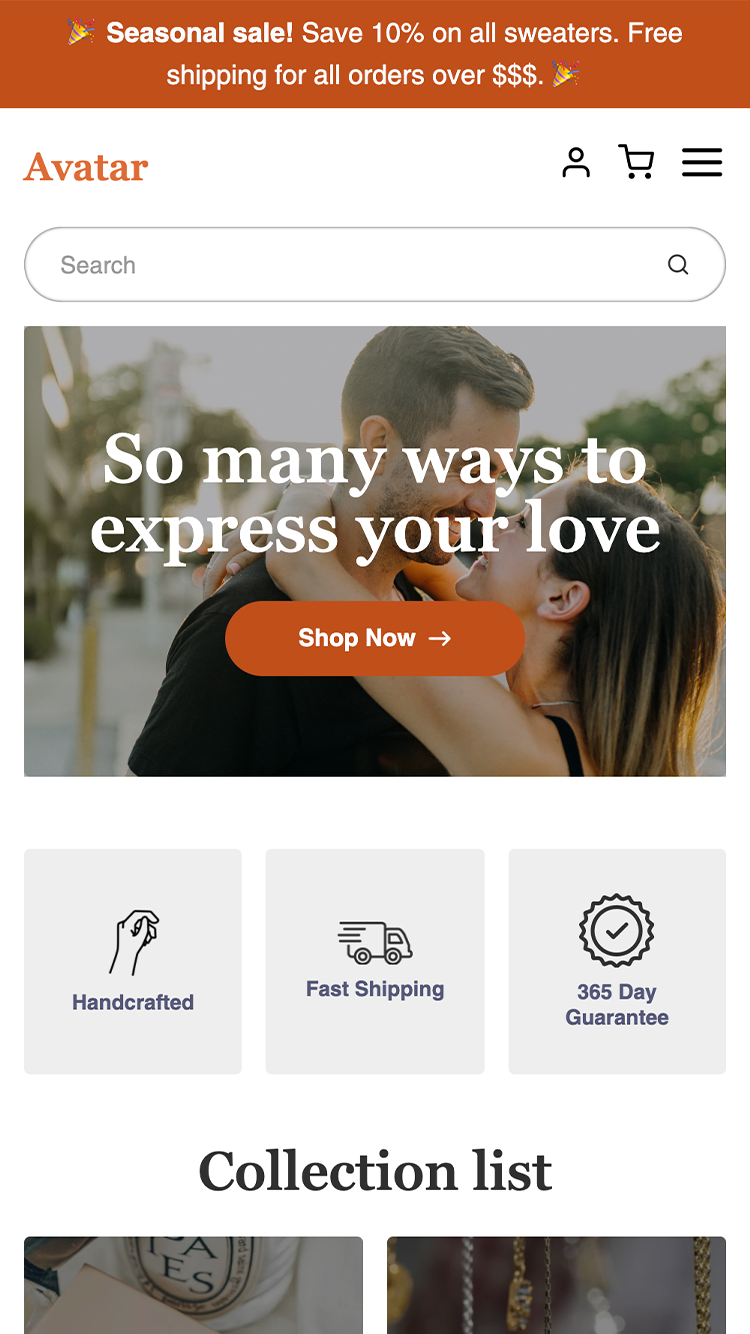 🎉 Seasonal sale! Save 10% on all sweaters. Free
shipping for all orders over $$$. 🎉
Avatar
Search
So many ways to
express your love
Shop Now →
Handcrafted
Fast Shipping
365 Day
Guarantee
Collection list